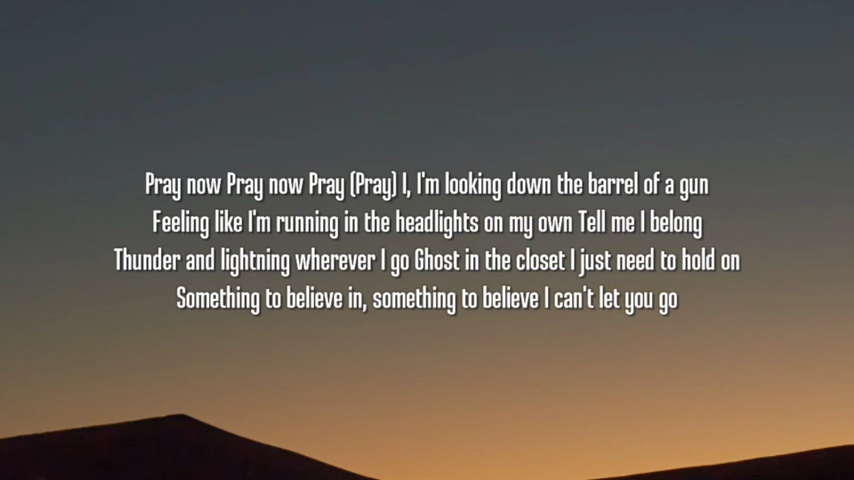 Pray now Pray now Pray (Pray) I, I'm looking down the barrel of a gun
Feeling like I'm running in the headlights on my own Tell me I belong
Thunder and lightning wherever I go Ghost in the closet I just need to hold on
Something to believe in, something to believe I can't let you go